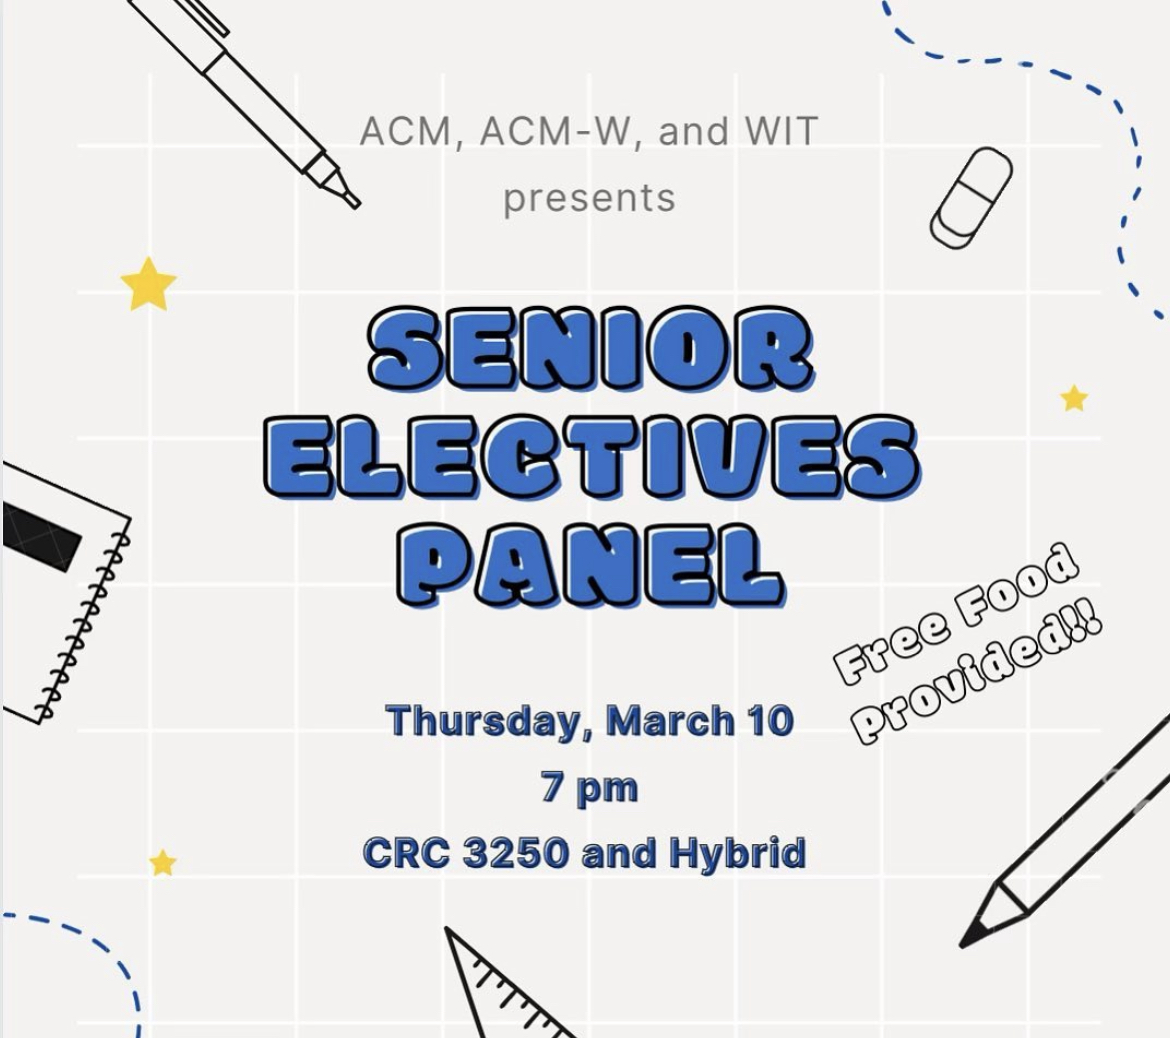 ACM, ACM-W, and WIT
presents
SENIOR
ELECTIVES
PANEL
Free Food
Provided!!
Thursday, March 10
7 pm
CRC 3250 and Hybrid